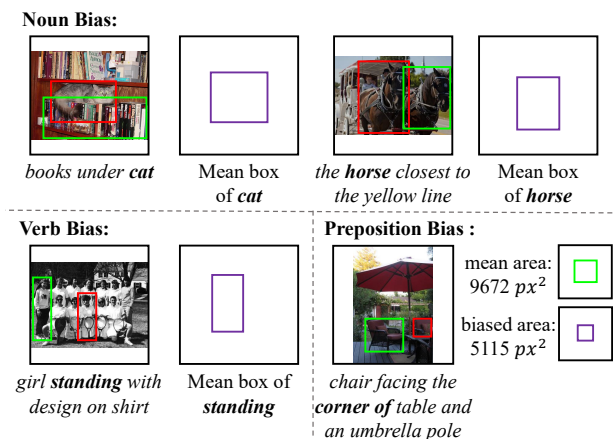 Noun Bias:
books under cat
Mean box
of cat
the horse closest to
the yellow line
Mean box
of horse
Verb Bias:
girl standing with
design on shirt
Mean box of
standing
Preposition Bias :
chair facing the
corner of table and
an umbrella pole
mean area:
9672 px²
biased area:
5115 px²